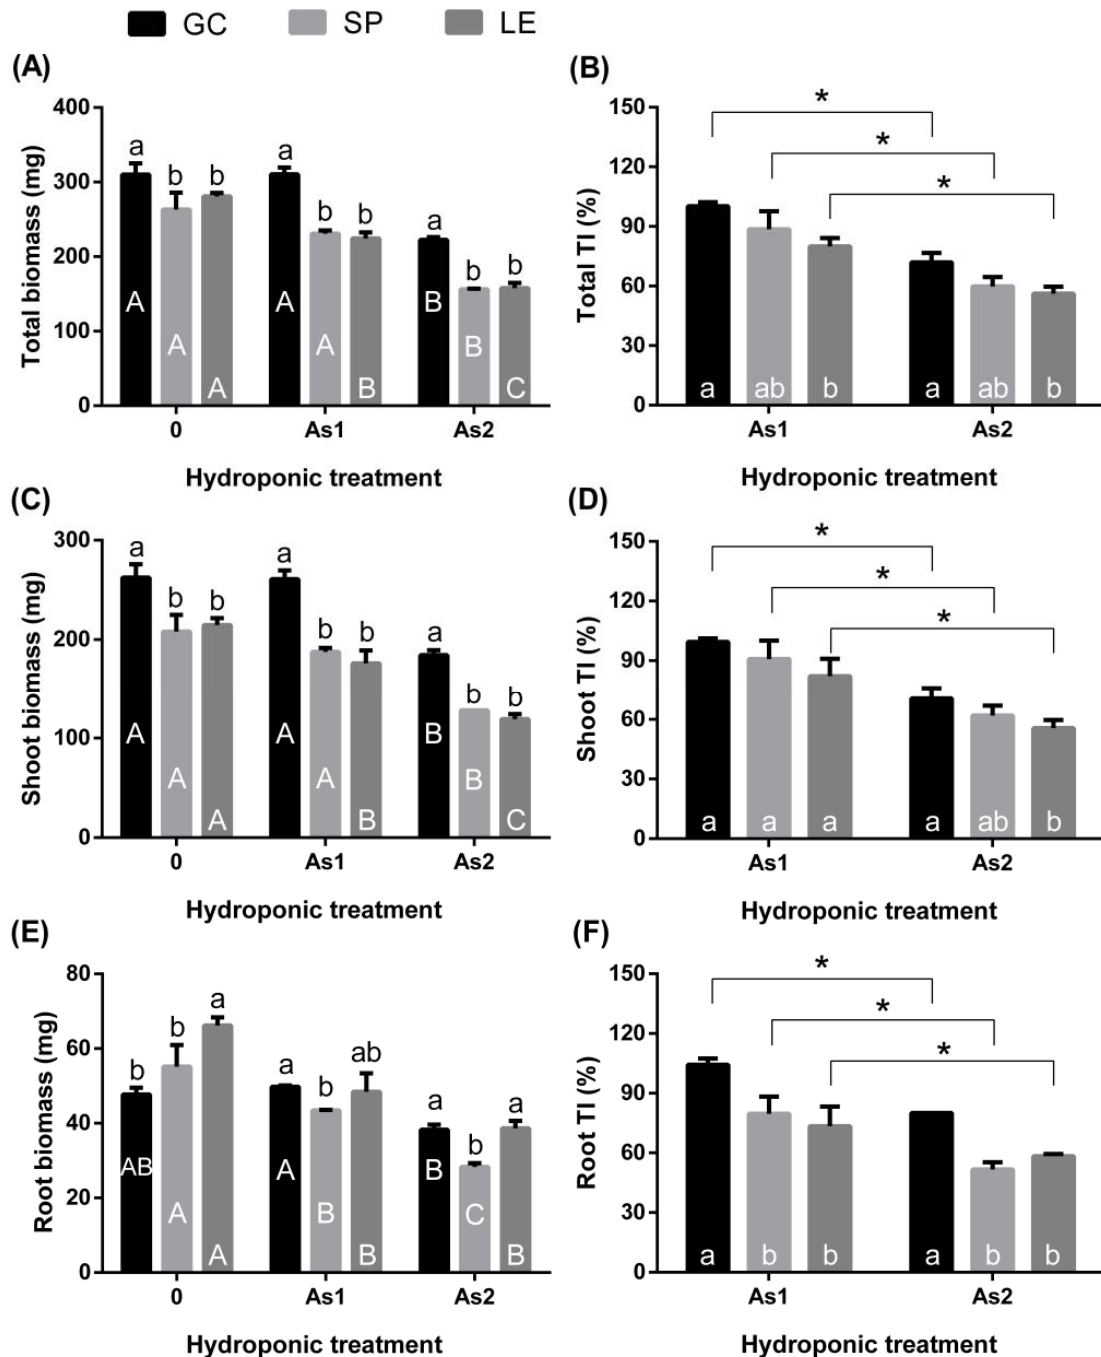 GC SP LE
(A)
Total biomass (mg)
400
300
200
100
0
a b b a b b a b b
A A A A A B B B C
0 As1 As2
Hydroponic treatment
(B)
Total TI (%)
150
120
90
60
30
0
*
*
*
a ab b a ab b
As1 As2
Hydroponic treatment
(C)
Shoot biomass (mg)
300
200
100
0
a b b a b b a b b
A A A A A B B B C
0 As1 As2
Hydroponic treatment
(D)
Shoot TI (%)
150
120
90
60
30
0
*
*
*
a a a a ab b
As1 As2
Hydroponic treatment
(E)
Root biomass (mg)
80
60
40
20
0
b b a a b ab a b a
AB A A A B B B C B
0 As1 As2
Hydroponic treatment
(F)
Root TI (%)
150
120
90
60
30
0
*
*
*
a b b a b b
As1 As2
Hydroponic treatment